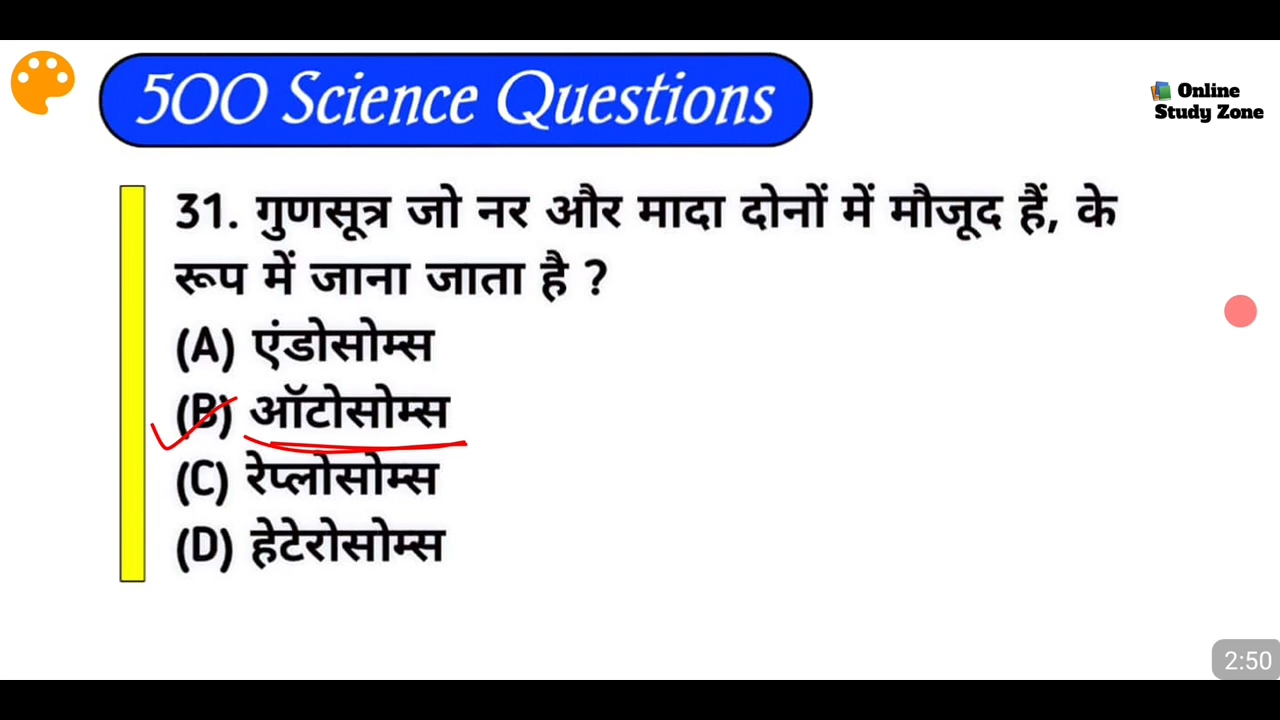 500 Science Questions
Online
Study Zone
31. गुणसूत्र जो नर और मादा दोनों में मौजूद हैं, के
रूप में जाना जाता है ?
(A) एंडोसोम्स
(B) ऑटोसोम्स
(C) रेप्लोसोम्स
(D) हेटेरोसोम्स
2:50